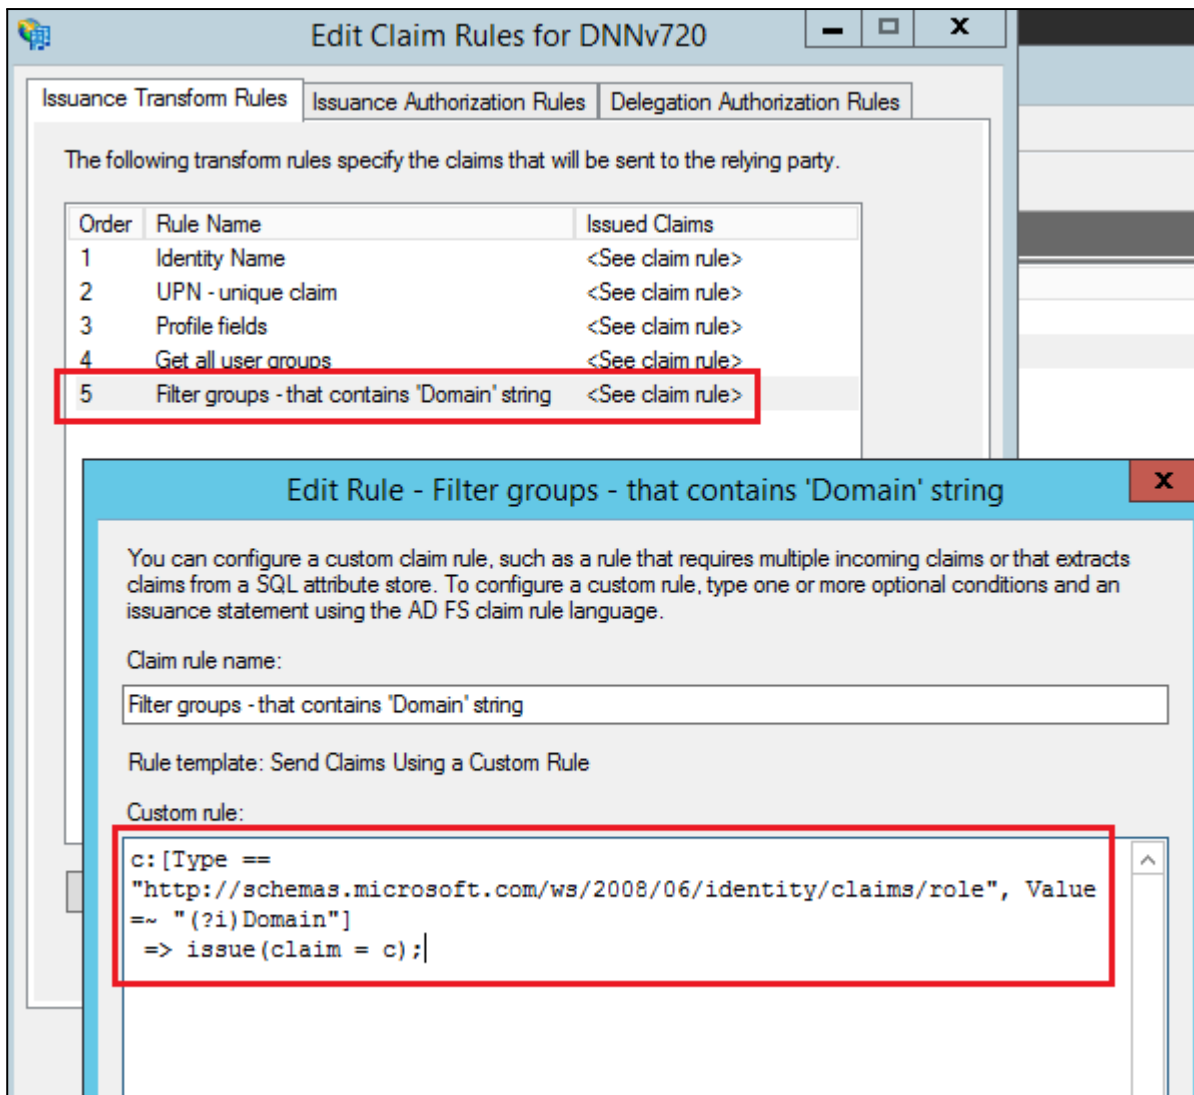 Edit Claim Rules for DNNv720
Issuance Transform Rules Issuance Authorization Rules Delegation Authorization Rules
The following transform rules specify the claims that will be sent to the relying party.
Order Rule Name Issued Claims
1 Identity Name <See claim rule>
2 UPN - unique claim <See claim rule>
3 Profile fields <See claim rule>
4 Get all user groups <See claim rule>
5 Filter groups - that contains 'Domain' string <See claim rule>
Edit Rule - Filter groups - that contains 'Domain' string
You can configure a custom claim rule, such as a rule that requires multiple incoming claims or that extracts
claims from a SQL attribute store. To configure a custom rule, type one or more optional conditions and an
issuance statement using the AD FS claim rule language.
Claim rule name:
Filter groups - that contains 'Domain' string
Rule template: Send Claims Using a Custom Rule
Custom rule:
c:[Type ==
"http://schemas.microsoft.com/ws/2008/06/identity/claims/role", Value
=~ "(?i)Domain"]
=> issue(claim = c);